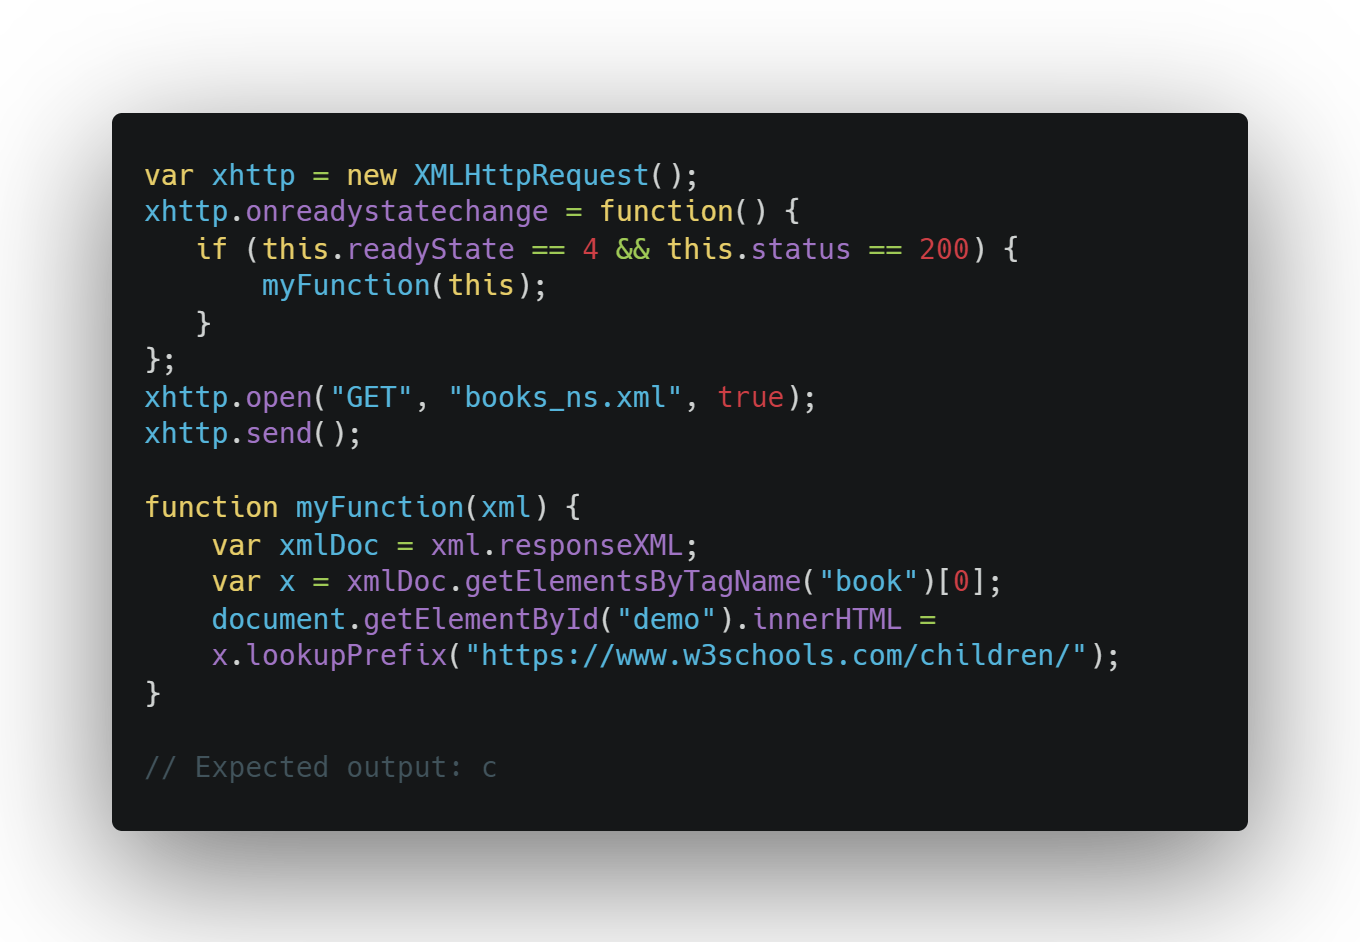 var xhttp = new XMLHttpRequest();
xhttp.onreadystatechange = function() {
   if (this.readyState == 4 && this.status == 200) {
       myFunction(this);
   }
};
xhttp.open("GET", "books_ns.xml", true);
xhttp.send();

function myFunction(xml) {
    var xmlDoc = xml.responseXML;
    var x = xmlDoc.getElementsByTagName("book")[0];
    document.getElementById("demo").innerHTML =
    x.lookupPrefix("https://www.w3schools.com/children/");
}

// Expected output: c